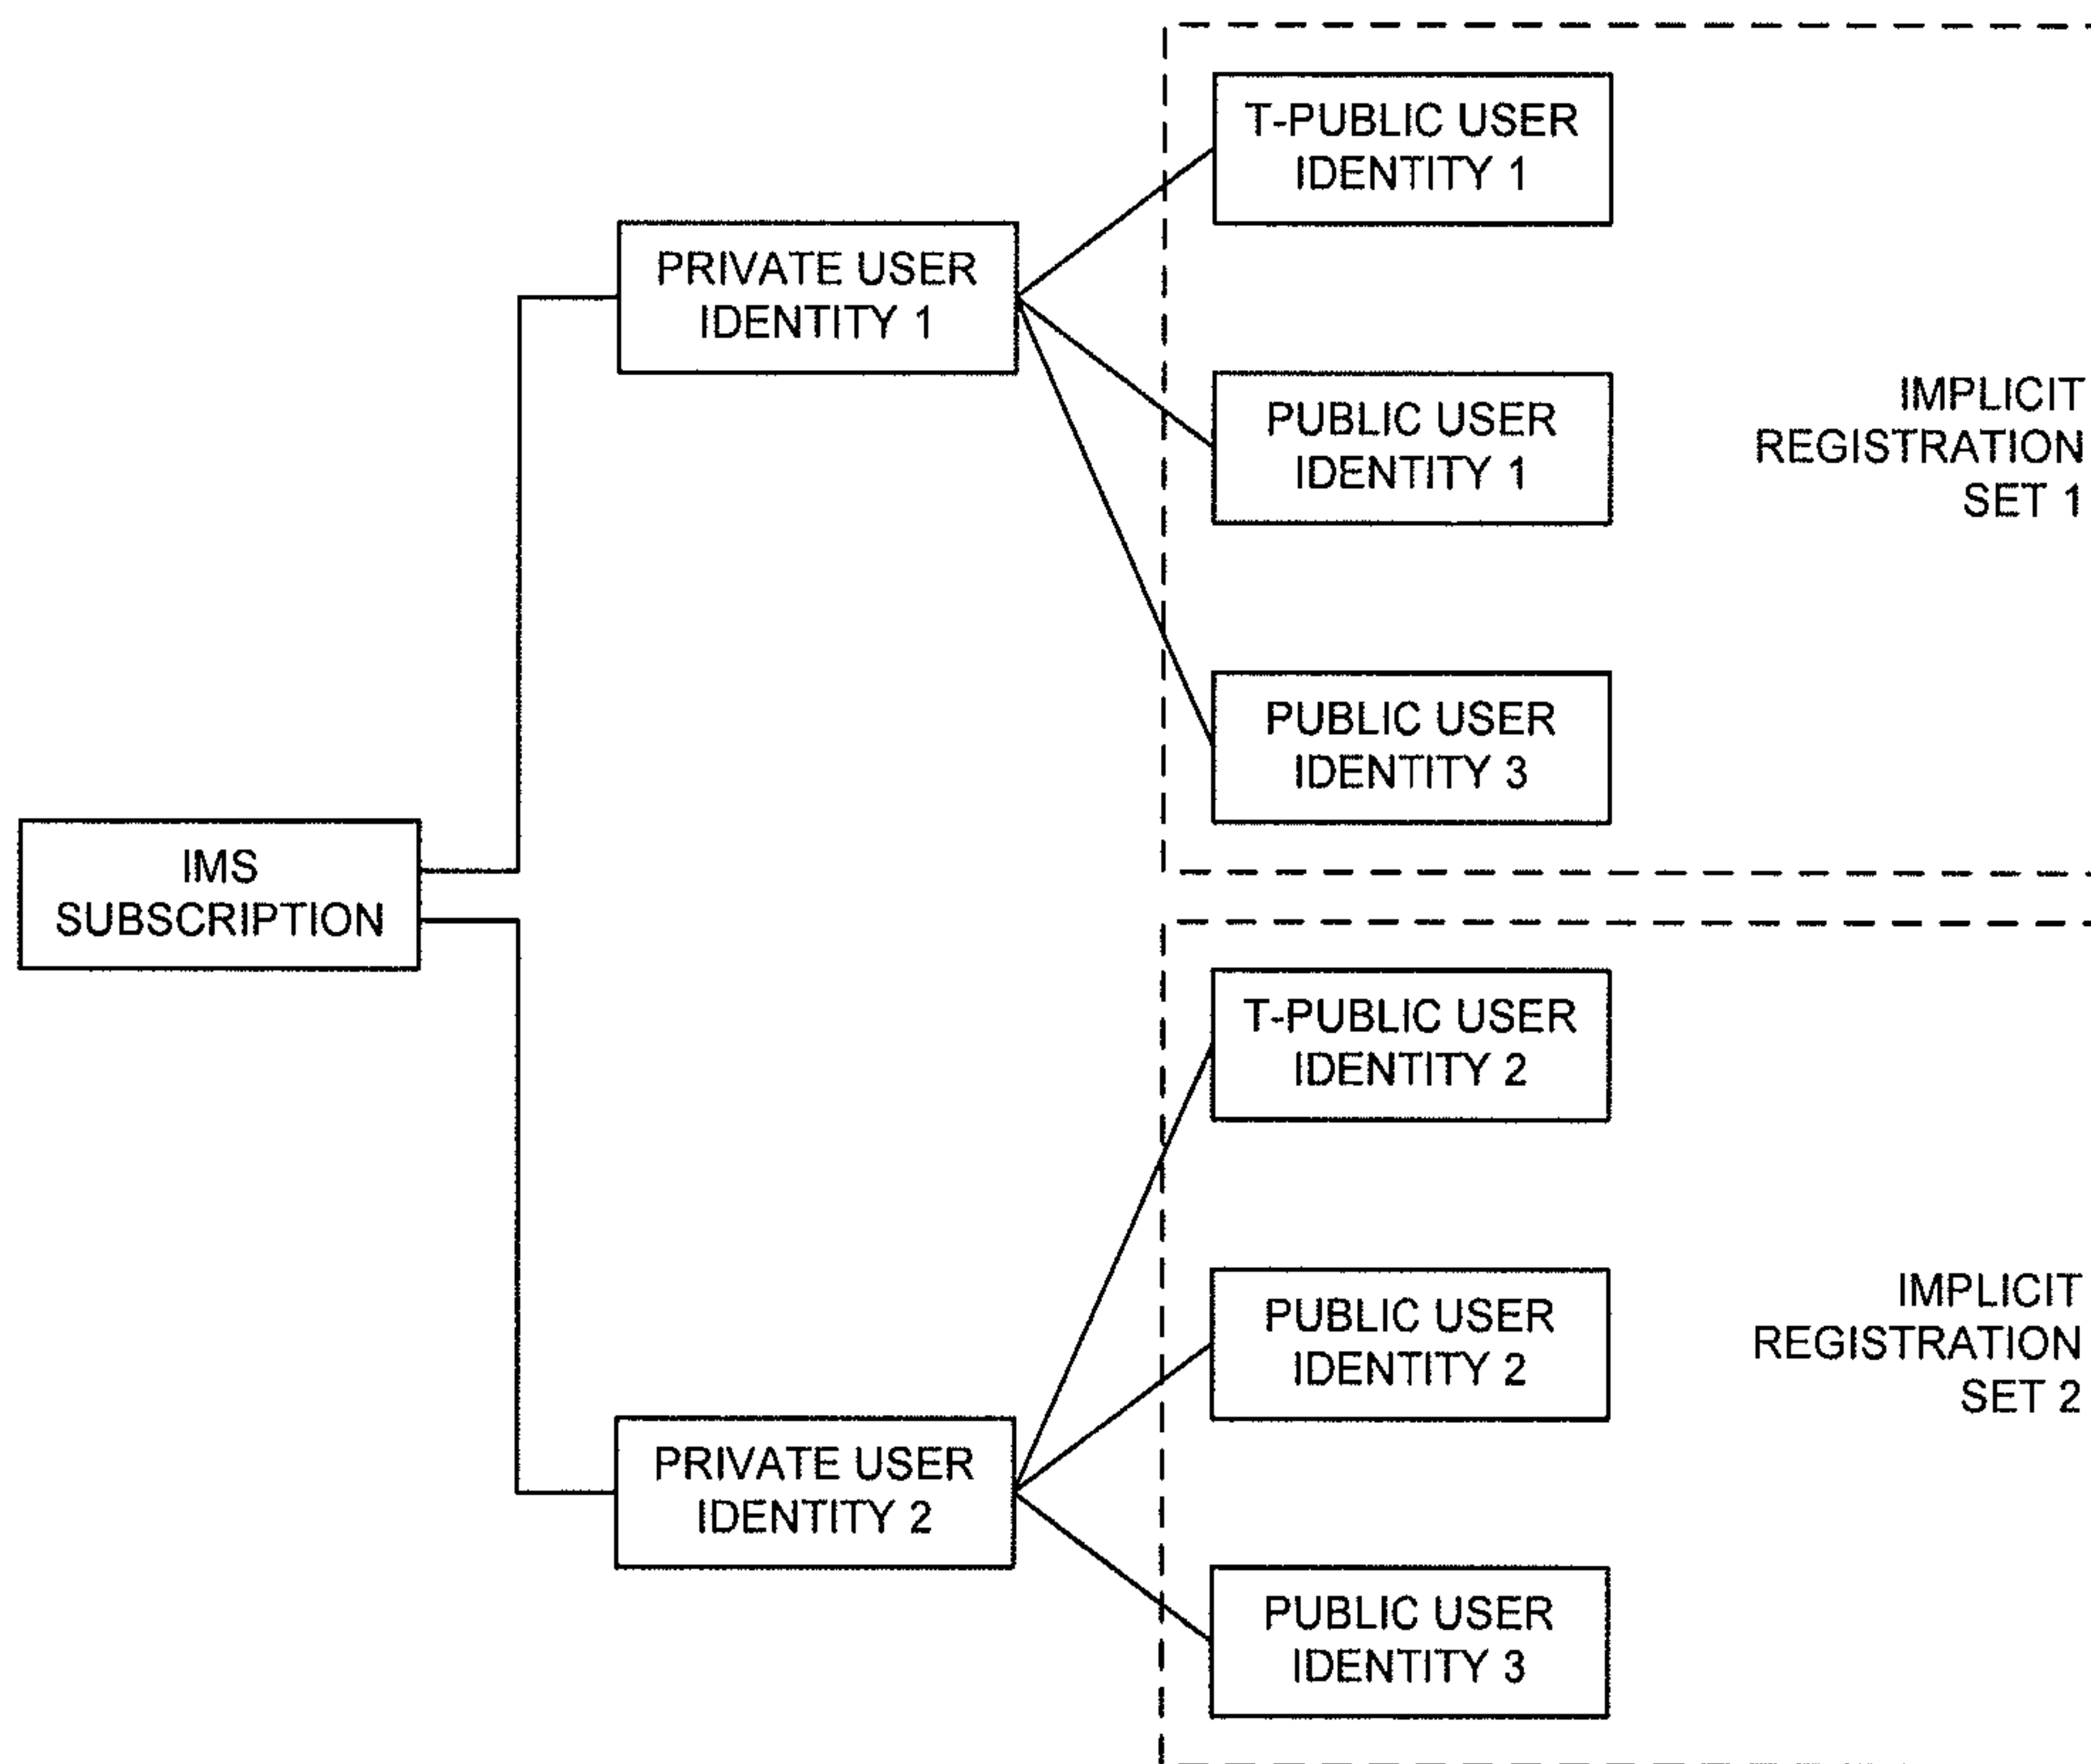 T-PUBLIC USER
IDENTITY 1
PRIVATE USER
IDENTITY 1
PUBLIC USER
IDENTITY 1
IMPLICIT
REGISTRATION
SET 1
PUBLIC USER
IDENTITY 3
IMS
SUBSCRIPTION
T-PUBLIC USER
IDENTITY 2
PUBLIC USER
IDENTITY 2
IMPLICIT
REGISTRATION
SET 2
PRIVATE USER
IDENTITY 2
PUBLIC USER
IDENTITY 3